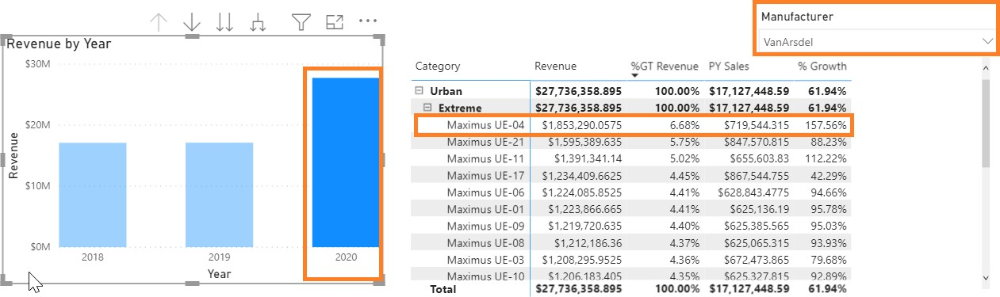 Manufacturer
VanArsdel
Revenue by Year
$30M
$20M
$10M
$0M
Revenue
2018 2019 2020
Year
Category Revenue %GT Revenue PY Sales % Growth
Urban $27,736,358.895 100.00% $17,127,448.59 61.94%
Extreme $27,736,358.895 100.00% $17,127,448.59 61.94%
Maximus UE-04 $1,853,290.0575 6.68% $719,544.315 157.56%
Maximus UE-21 $1,595,389.635 5.75% $847,570.815 88.23%
Maximus UE-11 $1,391,341.14 5.02% $655,603.83 112.22%
Maximus UE-17 $1,234,409.6625 4.45% $867,544.755 42.29%
Maximus UE-06 $1,224,085.8525 4.41% $628,843.4775 94.66%
Maximus UE-01 $1,223,866.665 4.41% $625,136.19 95.78%
Maximus UE-09 $1,219,720.635 4.40% $625,385.565 95.03%
Maximus UE-08 $1,212,186.36 4.37% $625,065.315 93.93%
Maximus UE-03 $1,208,295.9525 4.36% $672,473.865 79.68%
Maximus UE-10 $1,206,183.405 4.35% $625,327.815 92.89%
Total $27,736,358.895 100.00% $17,127,448.59 61.94%